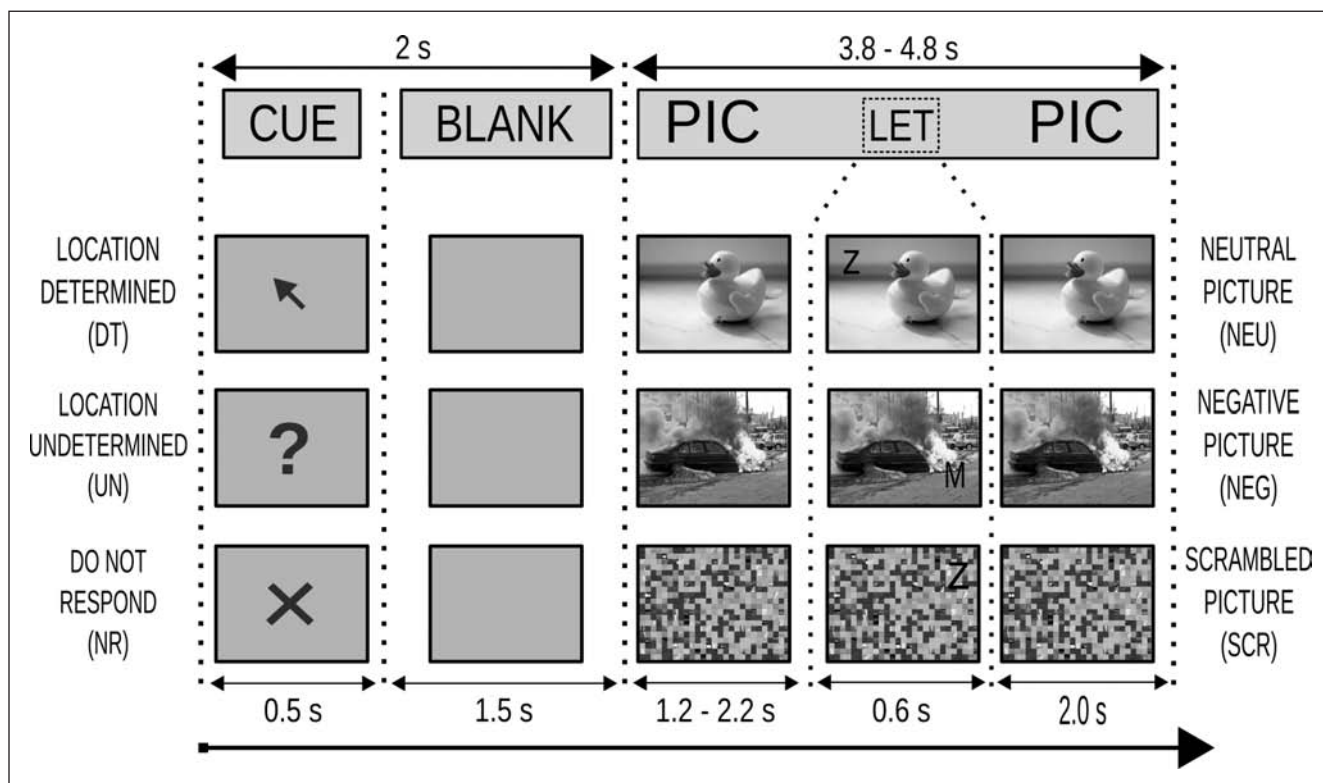 2 s
3.8 - 4.8 s
CUE
BLANK
PIC
LET
PIC
LOCATION
DETERMINED
(DT)
Z
NEUTRAL
PICTURE
(NEU)
LOCATION
UNDETERMINED
(UN)
?
M
NEGATIVE
PICTURE
(NEG)
DO NOT
RESPOND
(NR)
Z
SCRAMBLED
PICTURE
(SCR)
0.5 s
1.5 s
1.2 - 2.2 s
0.6 s
2.0 s